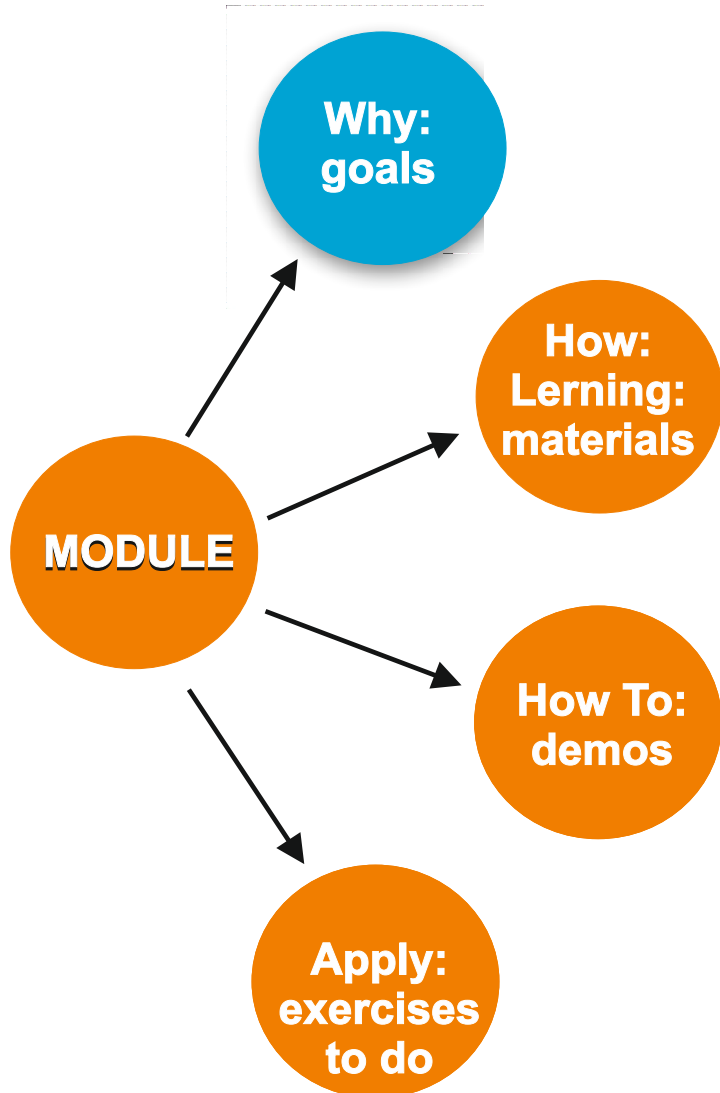 Why:
goals
How:
Lerning:
materials
MODULE
How To:
demos
Apply:
exercises
to do